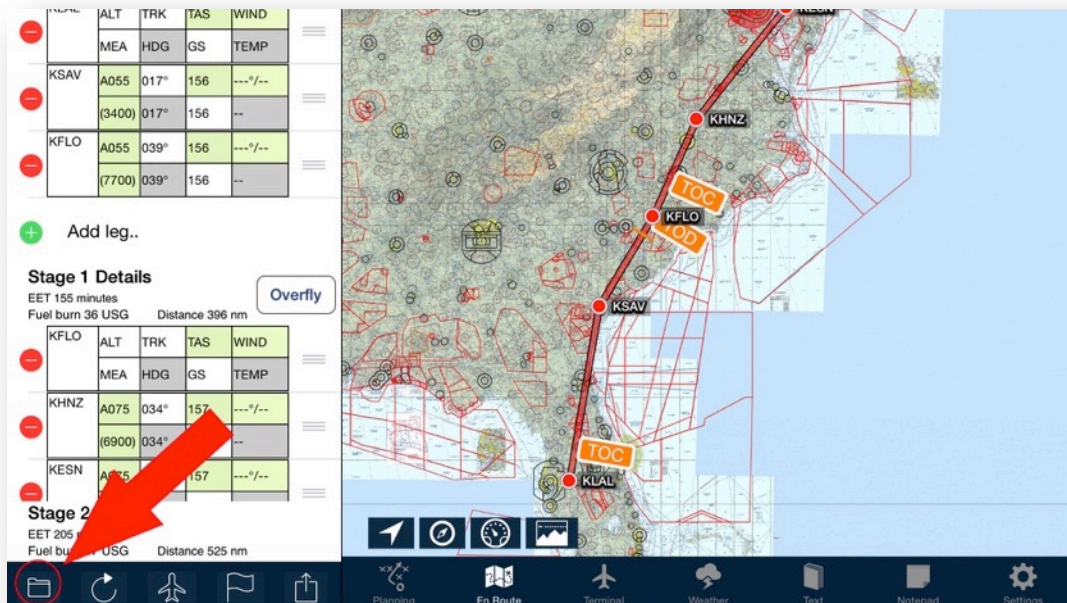 ALT TRK TAS WIND
MEA HDG GS TEMP
KSAV A055 017° 156 ---°/--
(3400) 017° 156 --
KFLO A055 039° 156 ---°/--
(7700) 039° 156 --
Add leg..
Stage 1 Details
EET 155 minutes
Fuel burn 36 USG Distance 396 nm
Overfly
KFLO ALT TRK TAS WIND
MEA HDG GS TEMP
KHNZ A075 034° 157 ---°/--
(6900) 034° --
KESN 157 ---°/--
Stage 2
EET 205
USG Distance 525 nm
KESN
KHNZ
TOC
KFLO
TOD
KSAV
TOC
KLAL
Planning
En Route
Terminal
Weather
Text
Notepad
Settings